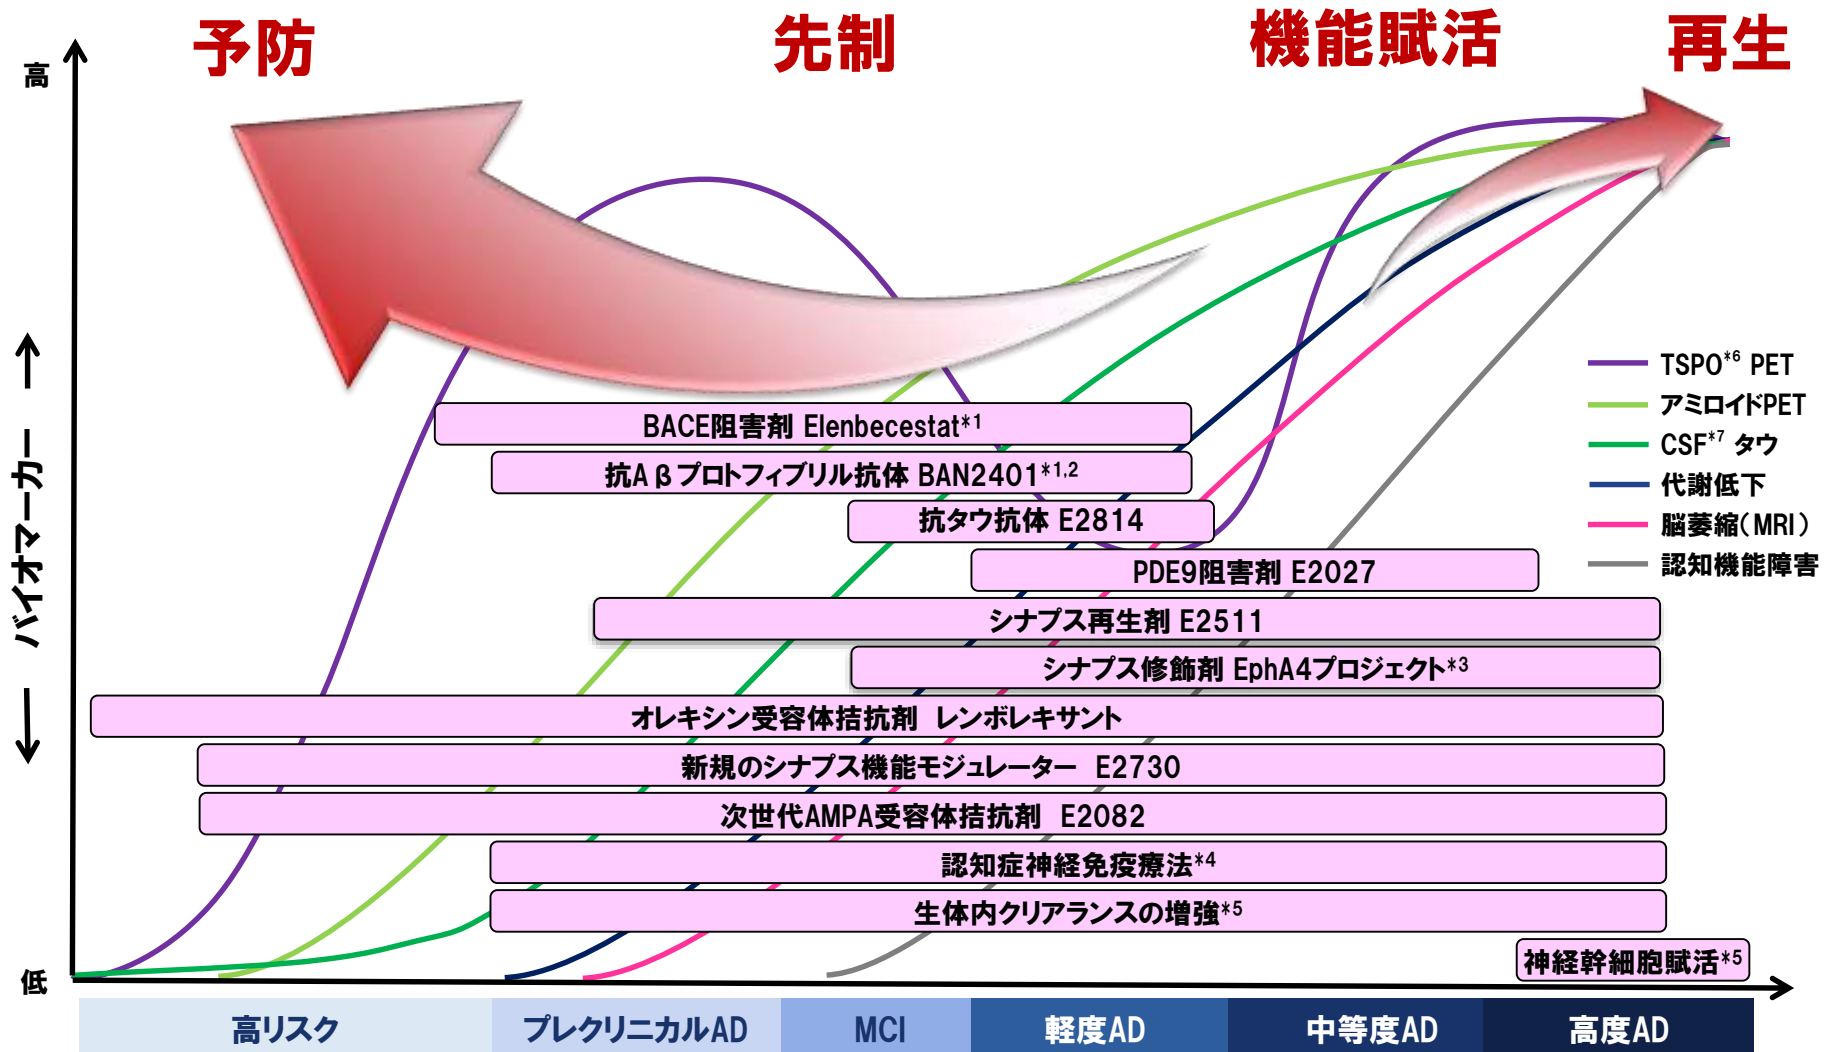 予防
先制
機能賦活
再生
高
← バイオマーカー →
低
TSPO*6 PET
アミロイドPET
CSF*7 タウ
代謝低下
脳萎縮（MRI）
認知機能障害
BACE阻害剤 Elenbecestat*1
抗Aβプロトフィブリル抗体 BAN2401*1,2
抗タウ抗体 E2814
PDE9阻害剤 E2027
シナプス再生剤 E2511
シナプス修飾剤 EphA4プロジェクト*3
オレキシン受容体拮抗剤 レンボレキサント
新規のシナプス機能モジュレーター E2730
次世代AMPA受容体拮抗剤 E2082
認知症神経免疫療法*4
生体内クリアランスの増強*5
神経幹細胞賦活*5
高リスク
プレクリニカルAD
MCI
軽度AD
中等度AD
高度AD